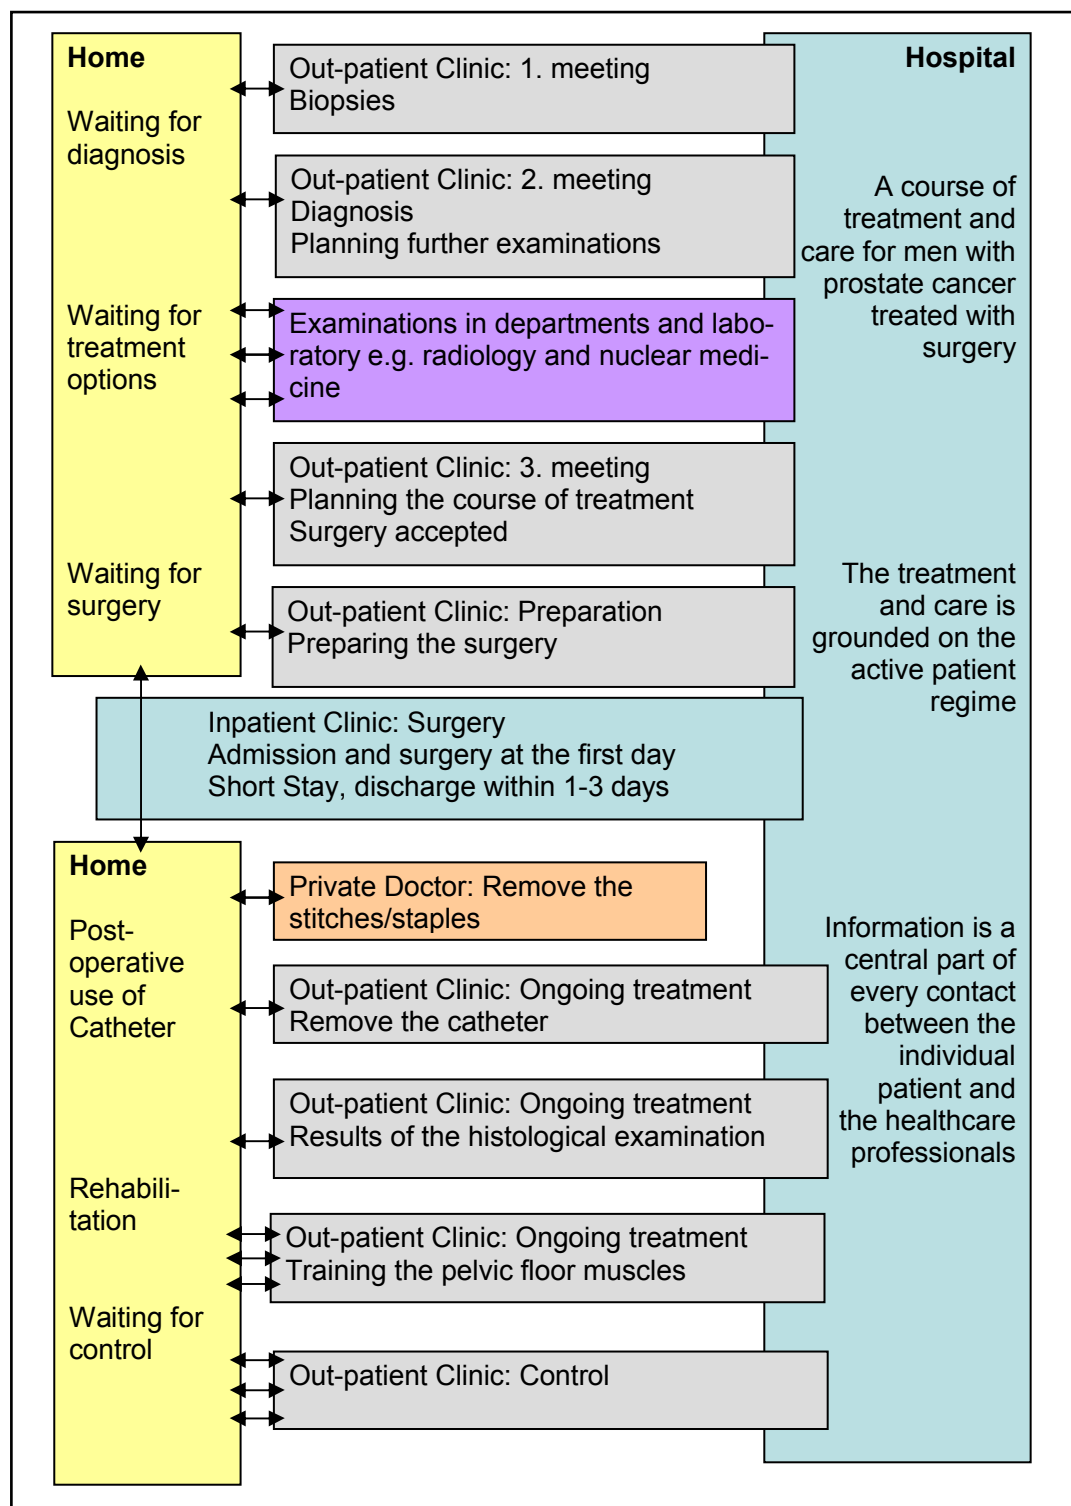 Home
Waiting for
diagnosis
Waiting for
treatment
options
Waiting for
surgery
Out-patient Clinic: 1. meeting
Biopsies
Out-patient Clinic: 2. meeting
Diagnosis
Planning further examinations
Examinations in departments and labo-
ratory e.g. radiology and nuclear medi-
cine
Out-patient Clinic: 3. meeting
Planning the course of treatment
Surgery accepted
Out-patient Clinic: Preparation
Preparing the surgery
Inpatient Clinic: Surgery
Admission and surgery at the first day
Short Stay, discharge within 1-3 days
Home
Post-
operative
use of
Catheter
Rehabili-
tation
Waiting for
control
Private Doctor: Remove the
stitches/staples
Out-patient Clinic: Ongoing treatment
Remove the catheter
Out-patient Clinic: Ongoing treatment
Results of the histological examination
Out-patient Clinic: Ongoing treatment
Training the pelvic floor muscles
Out-patient Clinic: Control
Hospital
A course of
treatment and
care for men with
prostate cancer
treated with
surgery
The treatment
and care is
grounded on the
active patient
regime
Information is a
central part of
every contact
between the
individual
patient and
the healthcare
professionals